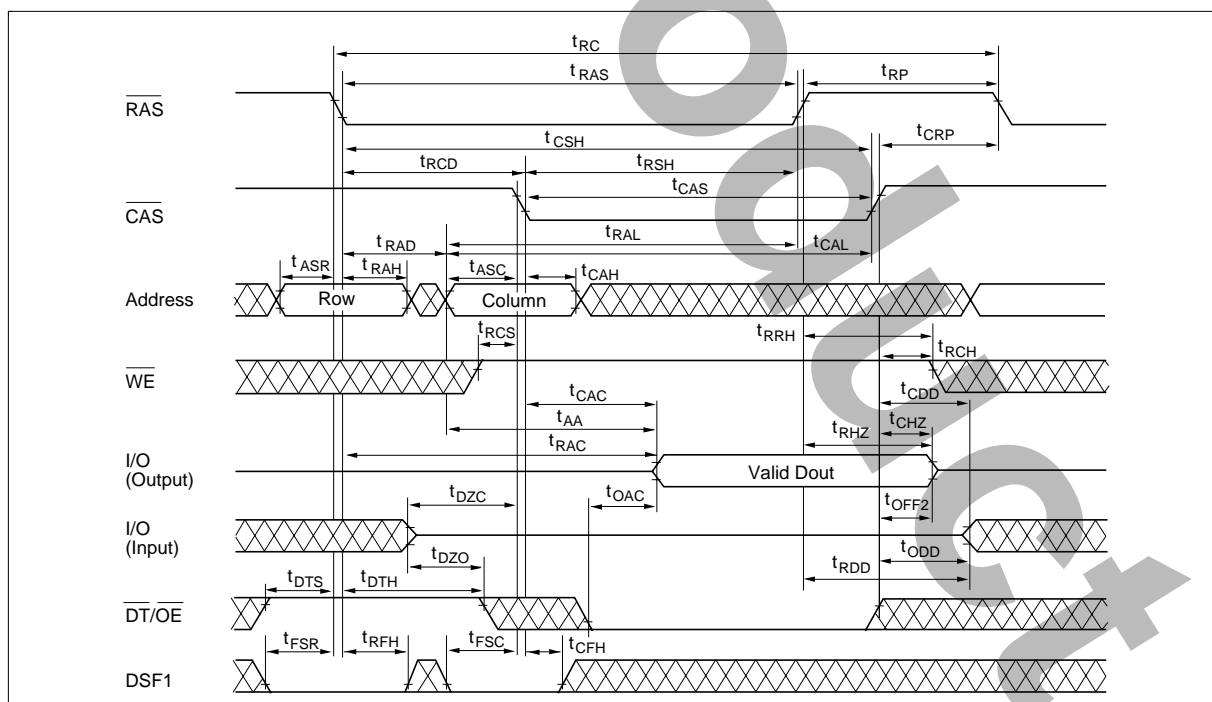 tRC
tRAS tRP
RAS
tCSH tCRP
tRCD tRSH
tCAS
CAS
tRAL
tRAD tCAL
tASR tRAH tASC tCAH
Address Row Column
tRCS tRRH
tRCH
WE
tCAC tCDD
tAA tCHZ
tRHZ
tRAC
I/O
(Output) Valid Dout
tDZC tOAC tOFF2
I/O
(Input)
tDZO tODD
tRDD
tDTS tDTH
DT/OE
tFSR tRFH tFSC tCFH
DSF1
oduct